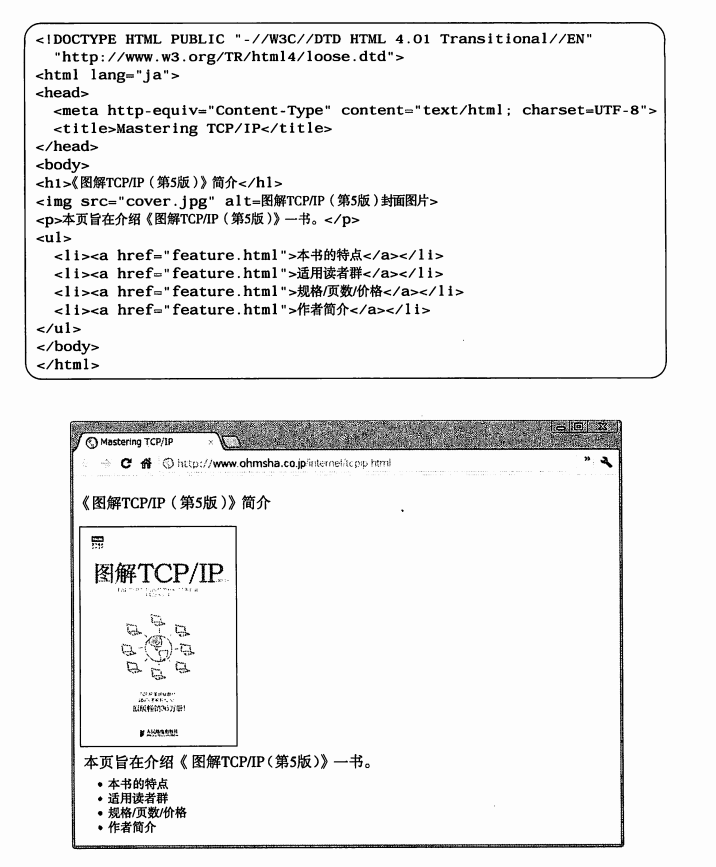 <!DOCTYPE HTML PUBLIC "-//W3C//DTD HTML 4.01 Transitional//EN"
"http://www.w3.org/TR/html4/loose.dtd">
<html lang="ja">
<head>
<meta http-equiv="Content-Type" content="text/html; charset=UTF-8">
<title>Mastering TCP/IP</title>
</head>
<body>
<h1>《图解TCP/IP（第5版）》简介</h1>
<img src="cover.jpg" alt=图解TCP/IP（第5版）封面图片>
<p>本页旨在介绍《图解TCP/IP（第5版）》一书。</p>
<ul>
<li><a href="feature.html">本书的特点</a></li>
<li><a href="feature.html">适用读者群</a></li>
<li><a href="feature.html">规格/页数/价格</a></li>
<li><a href="feature.html">作者简介</a></li>
</ul>
</body>
</html>
Mastering TCP/IP ×
http://www.ohmsha.co.jp/internet/tcpip.html »
《图解TCP/IP（第5版）》简介
图解TCP/IP
人民邮电出版社
本页旨在介绍《图解TCP/IP（第5版）》一书。
• 本书的特点
• 适用读者群
• 规格/页数/价格
• 作者简介